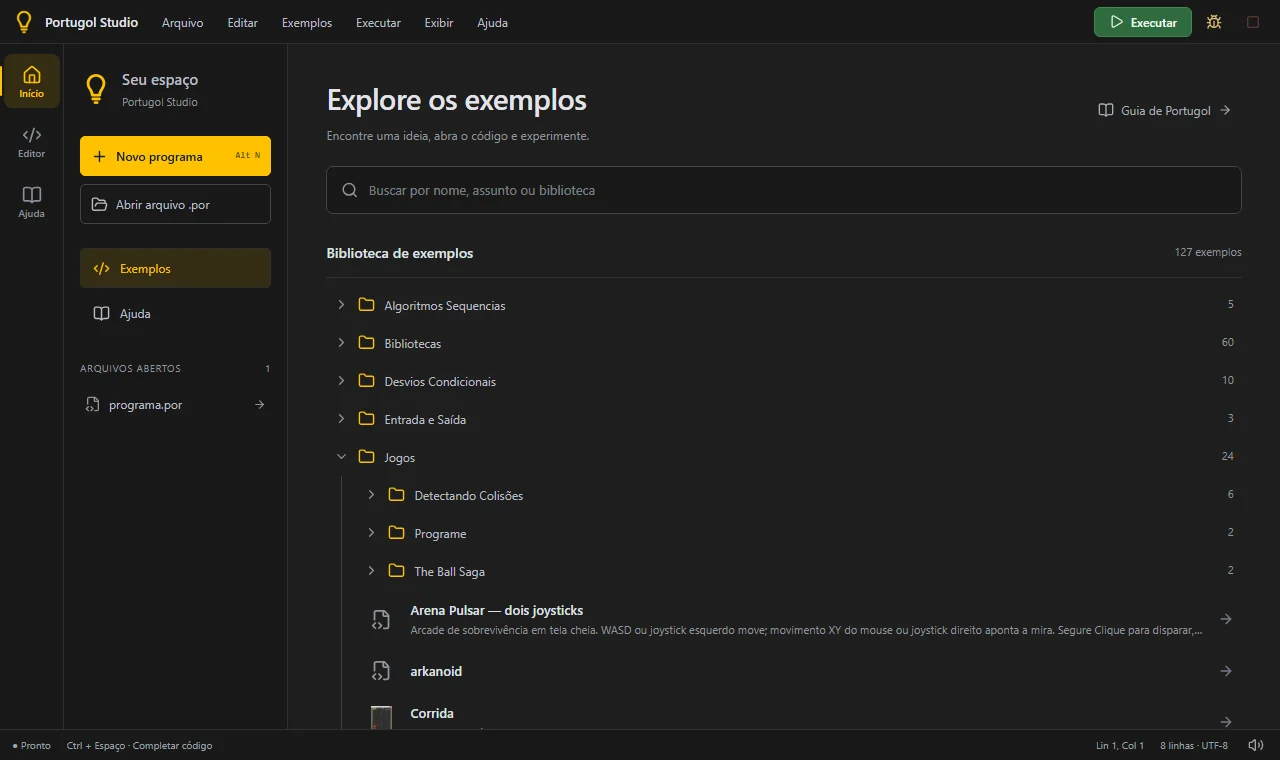 Portugol Studio Arquivo Editar Exemplos Executar Exibir Ajuda Executar
Início
Editor
Ajuda
Seu espaço
Portugol Studio
Novo programa Alt N
Abrir arquivo .por
Exemplos
Ajuda
ARQUIVOS ABERTOS 1
programa.por
Explore os exemplos
Encontre uma ideia, abra o código e experimente.
Guia de Portugol
Buscar por nome, assunto ou biblioteca
Biblioteca de exemplos 127 exemplos
Algoritmos Sequencias 5
Bibliotecas 60
Desvios Condicionais 10
Entrada e Saída 3
Jogos 24
Detectando Colisões 6
Programe 2
The Ball Saga 2
Arena Pulsar — dois joysticks
Arcade de sobrevivência em tela cheia. WASD ou joystick esquerdo move; movimento XY do mouse ou joystick direito aponta a mira. Segure Clique para disparar,...
arkanoid
Corrida
Pronto Ctrl + Espaço · Completar código Lin 1, Col 1 8 linhas · UTF-8